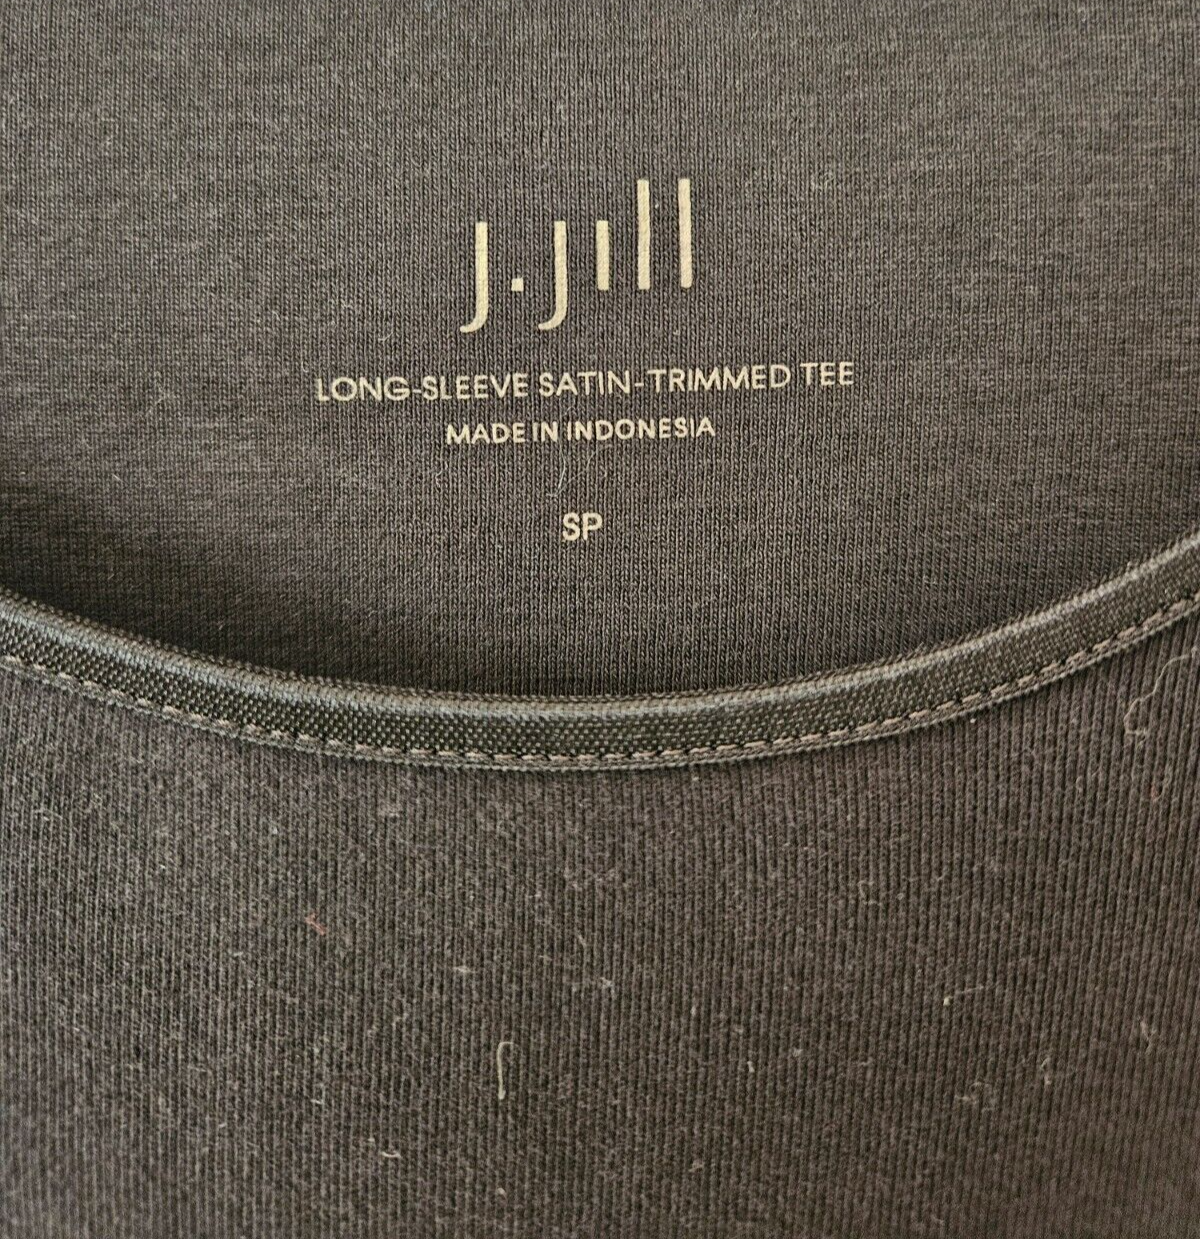 J.Jill
LONG-SLEEVE SATIN-TRIMMED TEE
MADE IN INDONESIA
SP